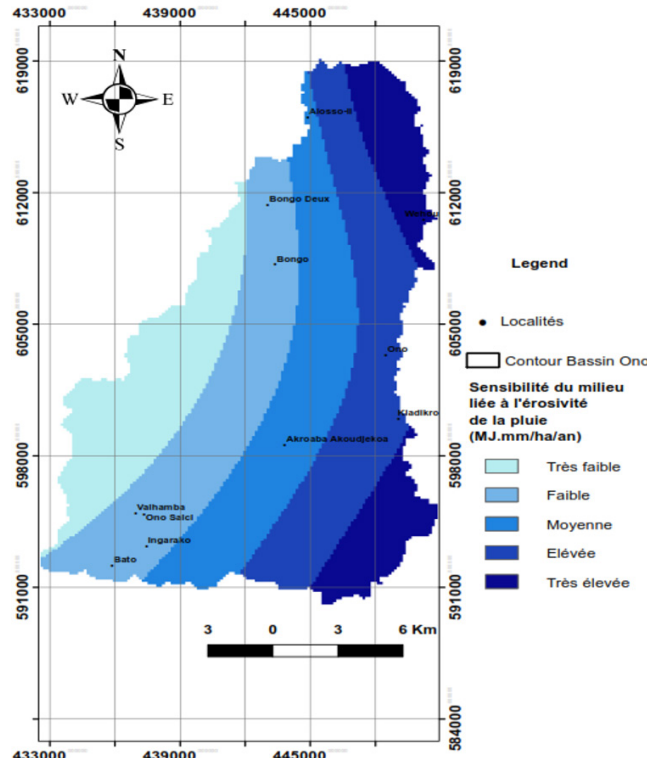 433000 439000 445000
N
W E
S
619000
612000
605000
598000
591000
584000
619000
612000
605000
598000
591000
584000
Ajosso-II
Bongo Deux
Bongo
Ono
Kladikro
Akroaba Akoudjekoa
Valhamba
Ono Salci
Ingarako
Bato
Legend
Localités
Contour Bassin Ono
Sensibilité du milieu
liée à l'érosivité
de la pluie
(MJ.mm/ha/an)
Très faible
Faible
Moyenne
Elévée
Très élevée
3 0 3 6 Km
433000 439000 445000